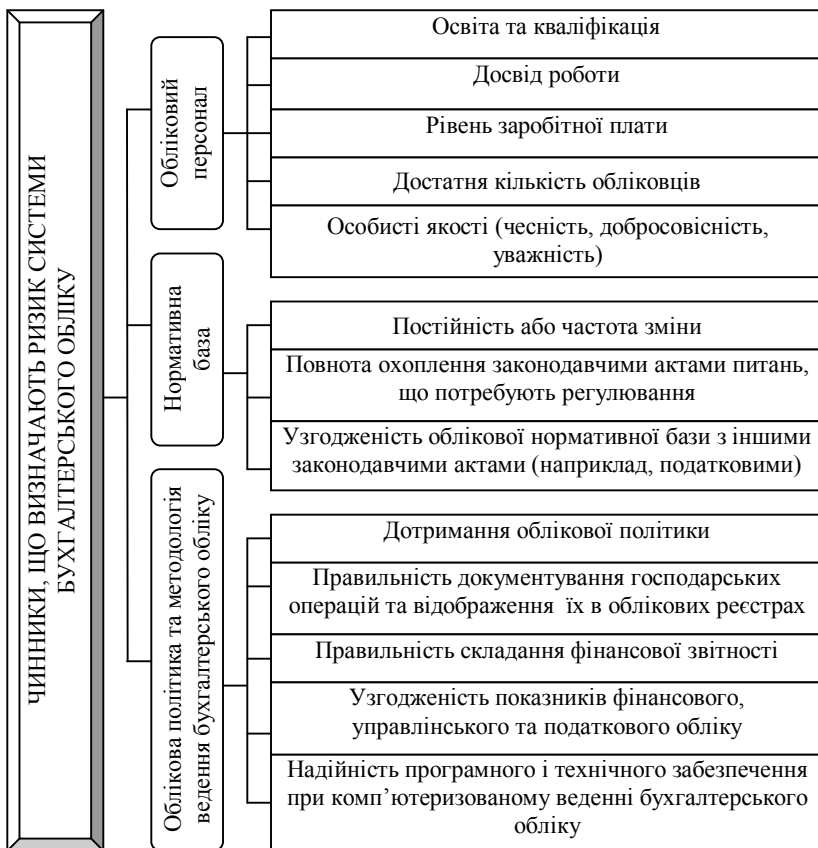 ЧИННИКИ, ЩО ВИЗНАЧАЮТЬ РИЗИК СИСТЕМИ
БУХГАЛТЕРСЬКОГО ОБЛІКУ
Обліковий
персонал
Освіта та кваліфікація
Досвід роботи
Рівень заробітної плати
Достатня кількість обліковців
Особисті якості (чесність, добросовісність,
уважність)
Нормативна
база
Постійність або частота зміни
Повнота охоплення законодавчими актами питань,
що потребують регулювання
Узгодженість облікової нормативної бази з іншими
законодавчими актами (наприклад, податковими)
Облікова політика та методологія
ведення бухгалтерського обліку
Дотримання облікової політики
Правильність документування господарських
операцій та відображення їх в облікових реєстрах
Правильність складання фінансової звітності
Узгодженість показників фінансового,
управлінського та податкового обліку
Надійність програмного і технічного забезпечення
при комп’ютеризованому веденні бухгалтерського
обліку